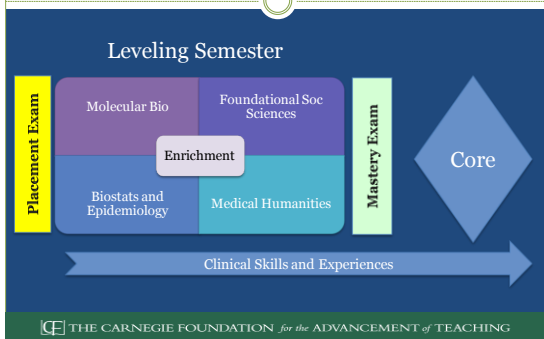 Leveling Semester
Placement Exam
Molecular Bio
Foundational Soc
Sciences
Enrichment
Biostats and
Epidemiology
Medical Humanities
Mastery Exam
Core
Clinical Skills and Experiences
CF THE CARNEGIE FOUNDATION for the ADVANCEMENT of TEACHING